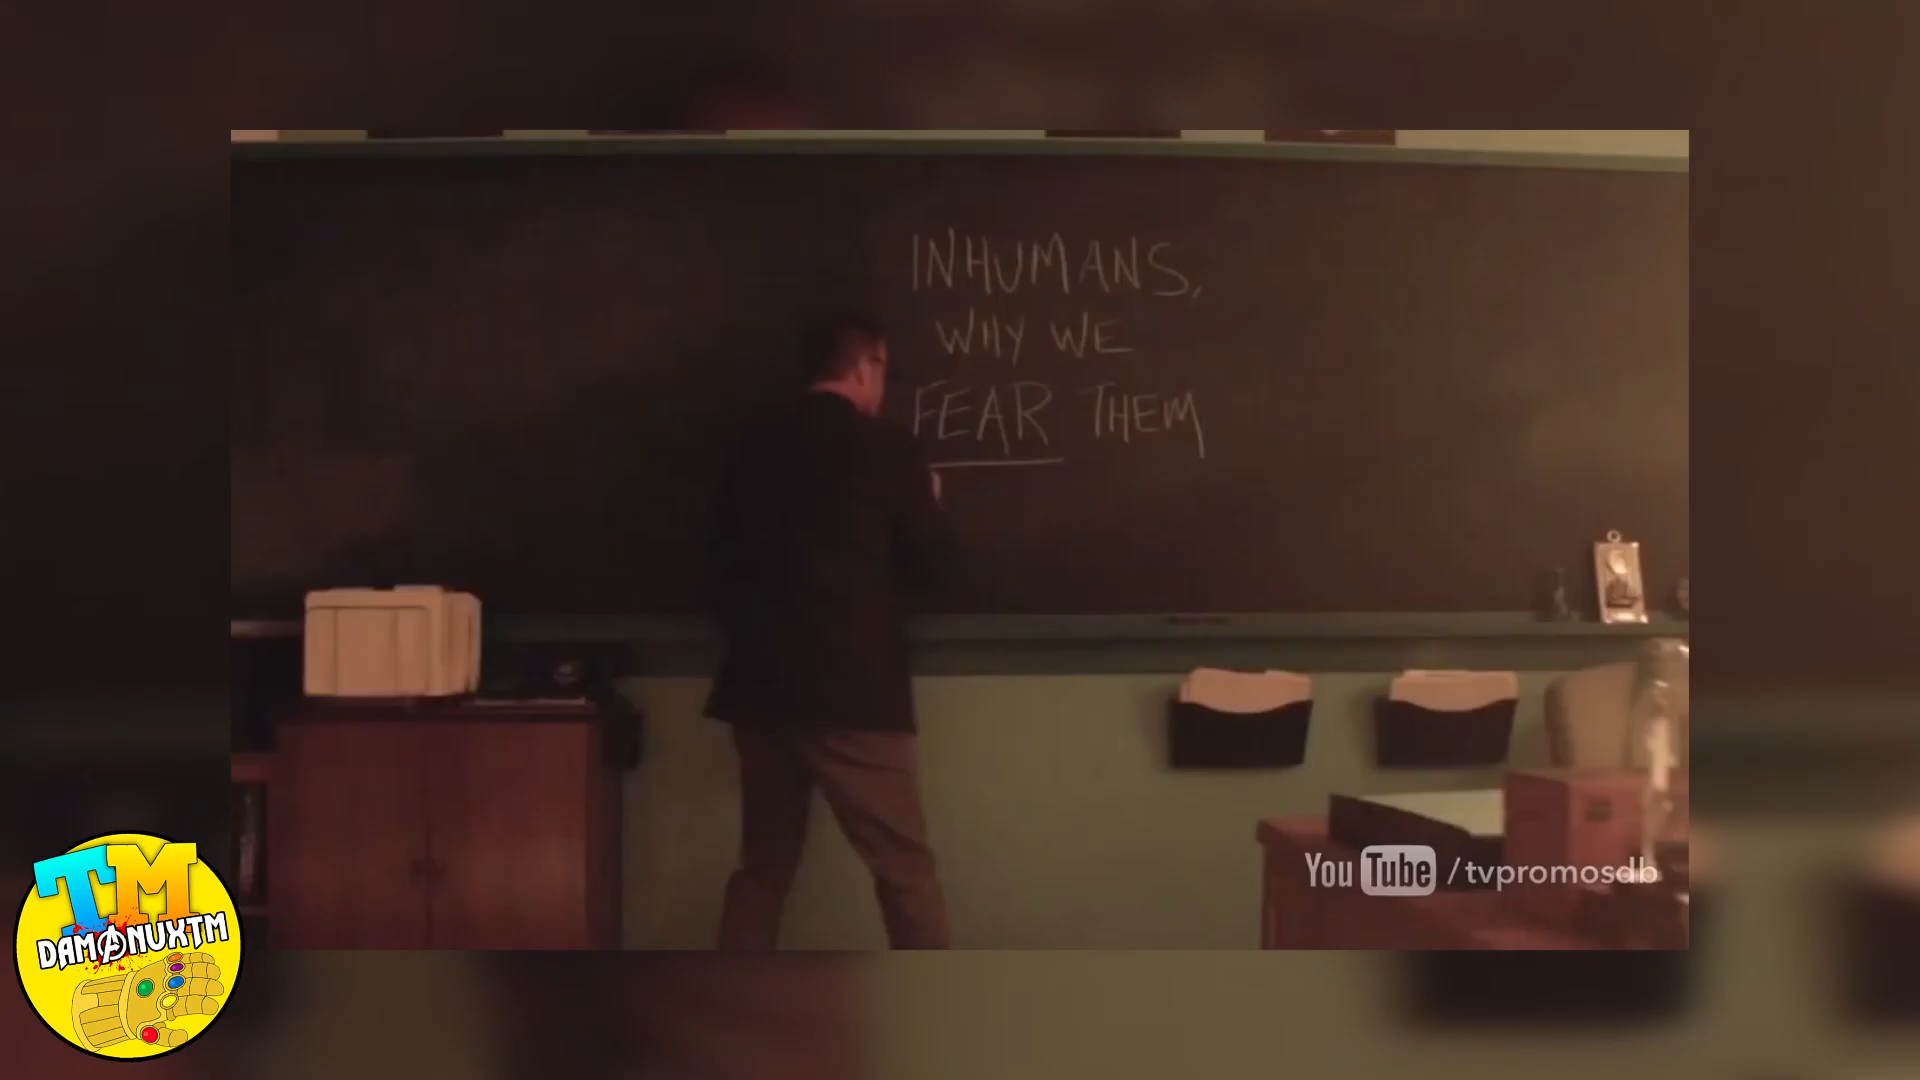 INHUMANS,
WHY WE
FEAR THEM
YouTube /tvpromosdb
TM
DAMANUXTM